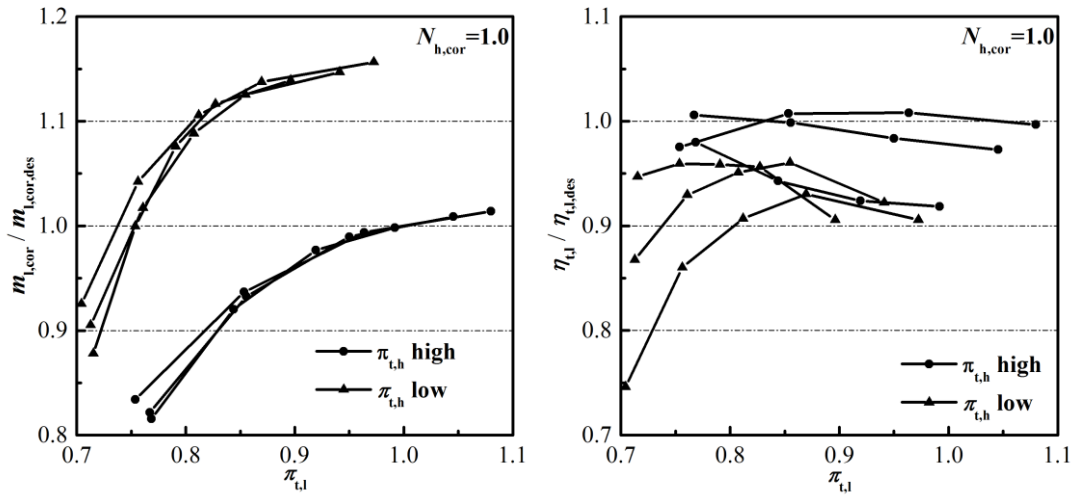 1.2
N_h,cor=1.0
1.1
1.0
0.9
0.8
m_l,cor / m_l,cor,des
π_t,h high
π_t,h low
0.7 0.8 0.9 1.0 1.1
π_t,l
1.1
N_h,cor=1.0
1.0
0.9
0.8
0.7
η_t,l / η_t,l,des
π_t,h high
π_t,h low
0.7 0.8 0.9 1.0 1.1
π_t,l